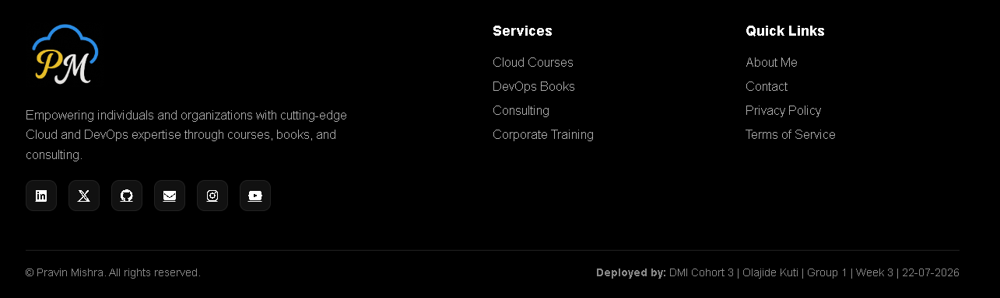 PM
Empowering individuals and organizations with cutting-edge
Cloud and DevOps expertise through courses, books, and
consulting.
Services
Cloud Courses
DevOps Books
Consulting
Corporate Training
Quick Links
About Me
Contact
Privacy Policy
Terms of Service
© Pravin Mishra. All rights reserved.
Deployed by: DMI Cohort 3 | Olajide Kuti | Group 1 | Week 3 | 22-07-2026